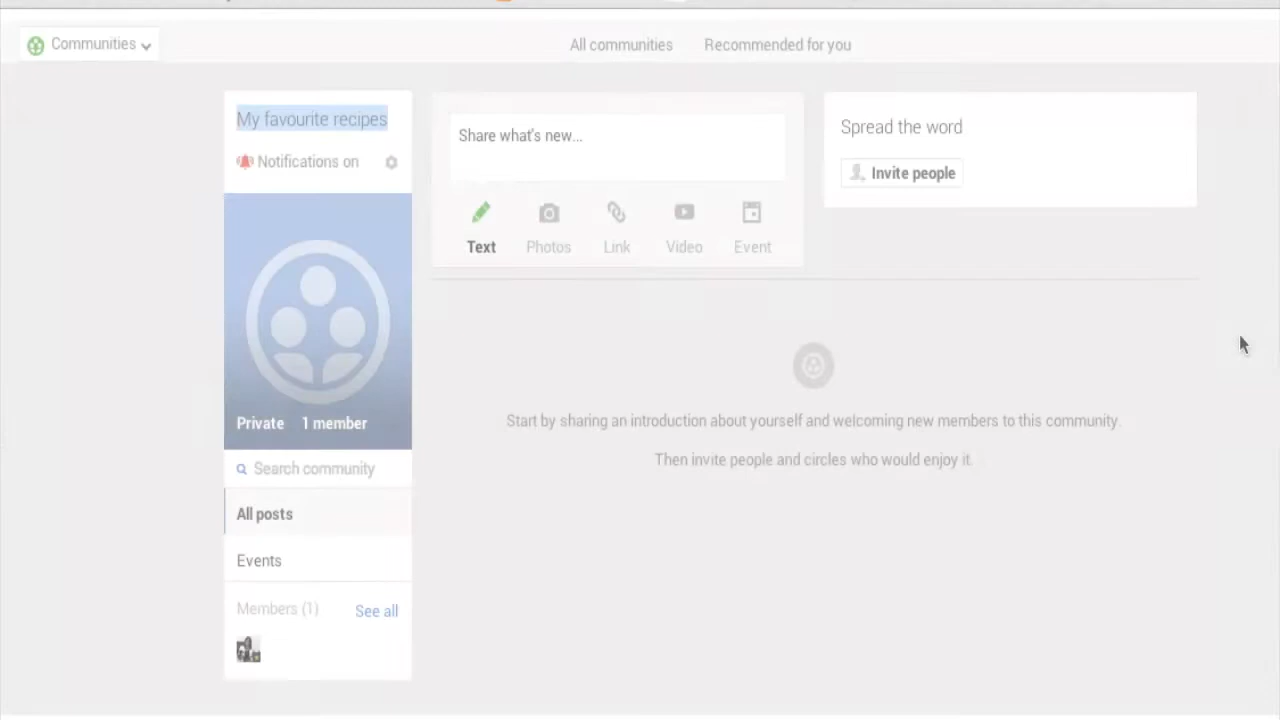 Communities
All communities
Recommended for you
My favourite recipes
Notifications on
Private 1 member
Search community
All posts
Events
Members (1) See all
Share what's new...
Text Photos Link Video Event
Spread the word
Invite people
Start by sharing an introduction about yourself and welcoming new members to this community.
Then invite people and circles who would enjoy it.